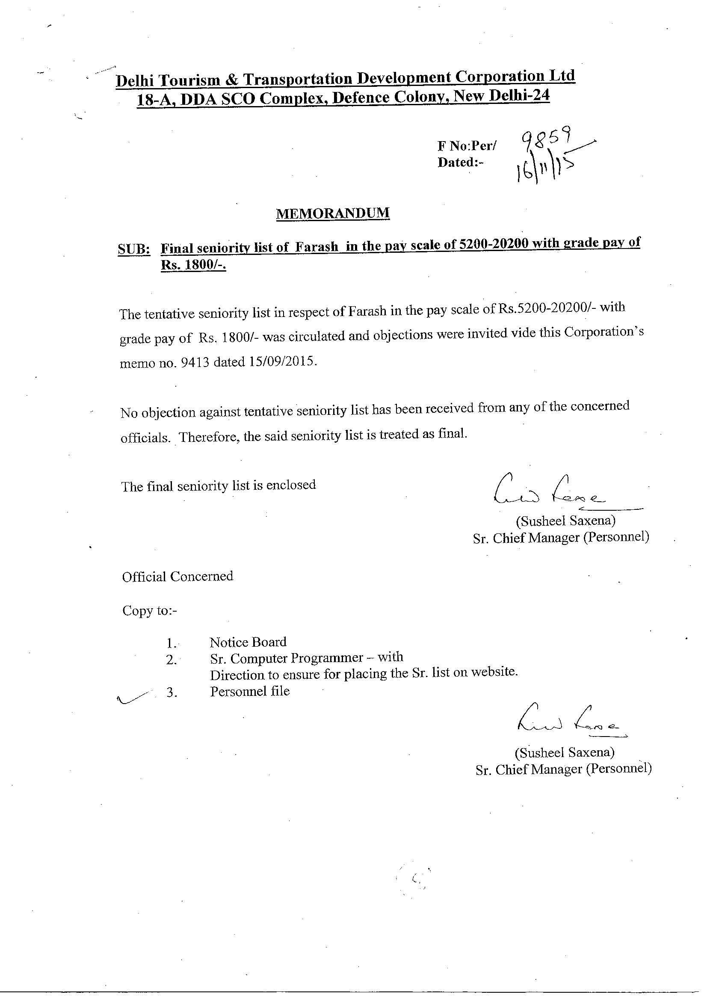 Delhi Tourism & Transportation Development Corporation Ltd
18-A, DDA SCO Complex, Defence Colony, New Delhi-24
F No:Per/ 9859
Dated:- 16/11/15
MEMORANDUM
SUB: Final seniority list of Farash in the pay scale of 5200-20200 with grade pay of
Rs. 1800/-.
The tentative seniority list in respect of Farash in the pay scale of Rs.5200-20200/- with
grade pay of Rs. 1800/- was circulated and objections were invited vide this Corporation's
memo no. 9413 dated 15/09/2015.
No objection against tentative seniority list has been received from any of the concerned
officials. Therefore, the said seniority list is treated as final.
The final seniority list is enclosed
(Susheel Saxena)
Sr. Chief Manager (Personnel)
Official Concerned
Copy to:-
1. Notice Board
2. Sr. Computer Programmer – with
Direction to ensure for placing the Sr. list on website.
3. Personnel file
(Susheel Saxena)
Sr. Chief Manager (Personnel)